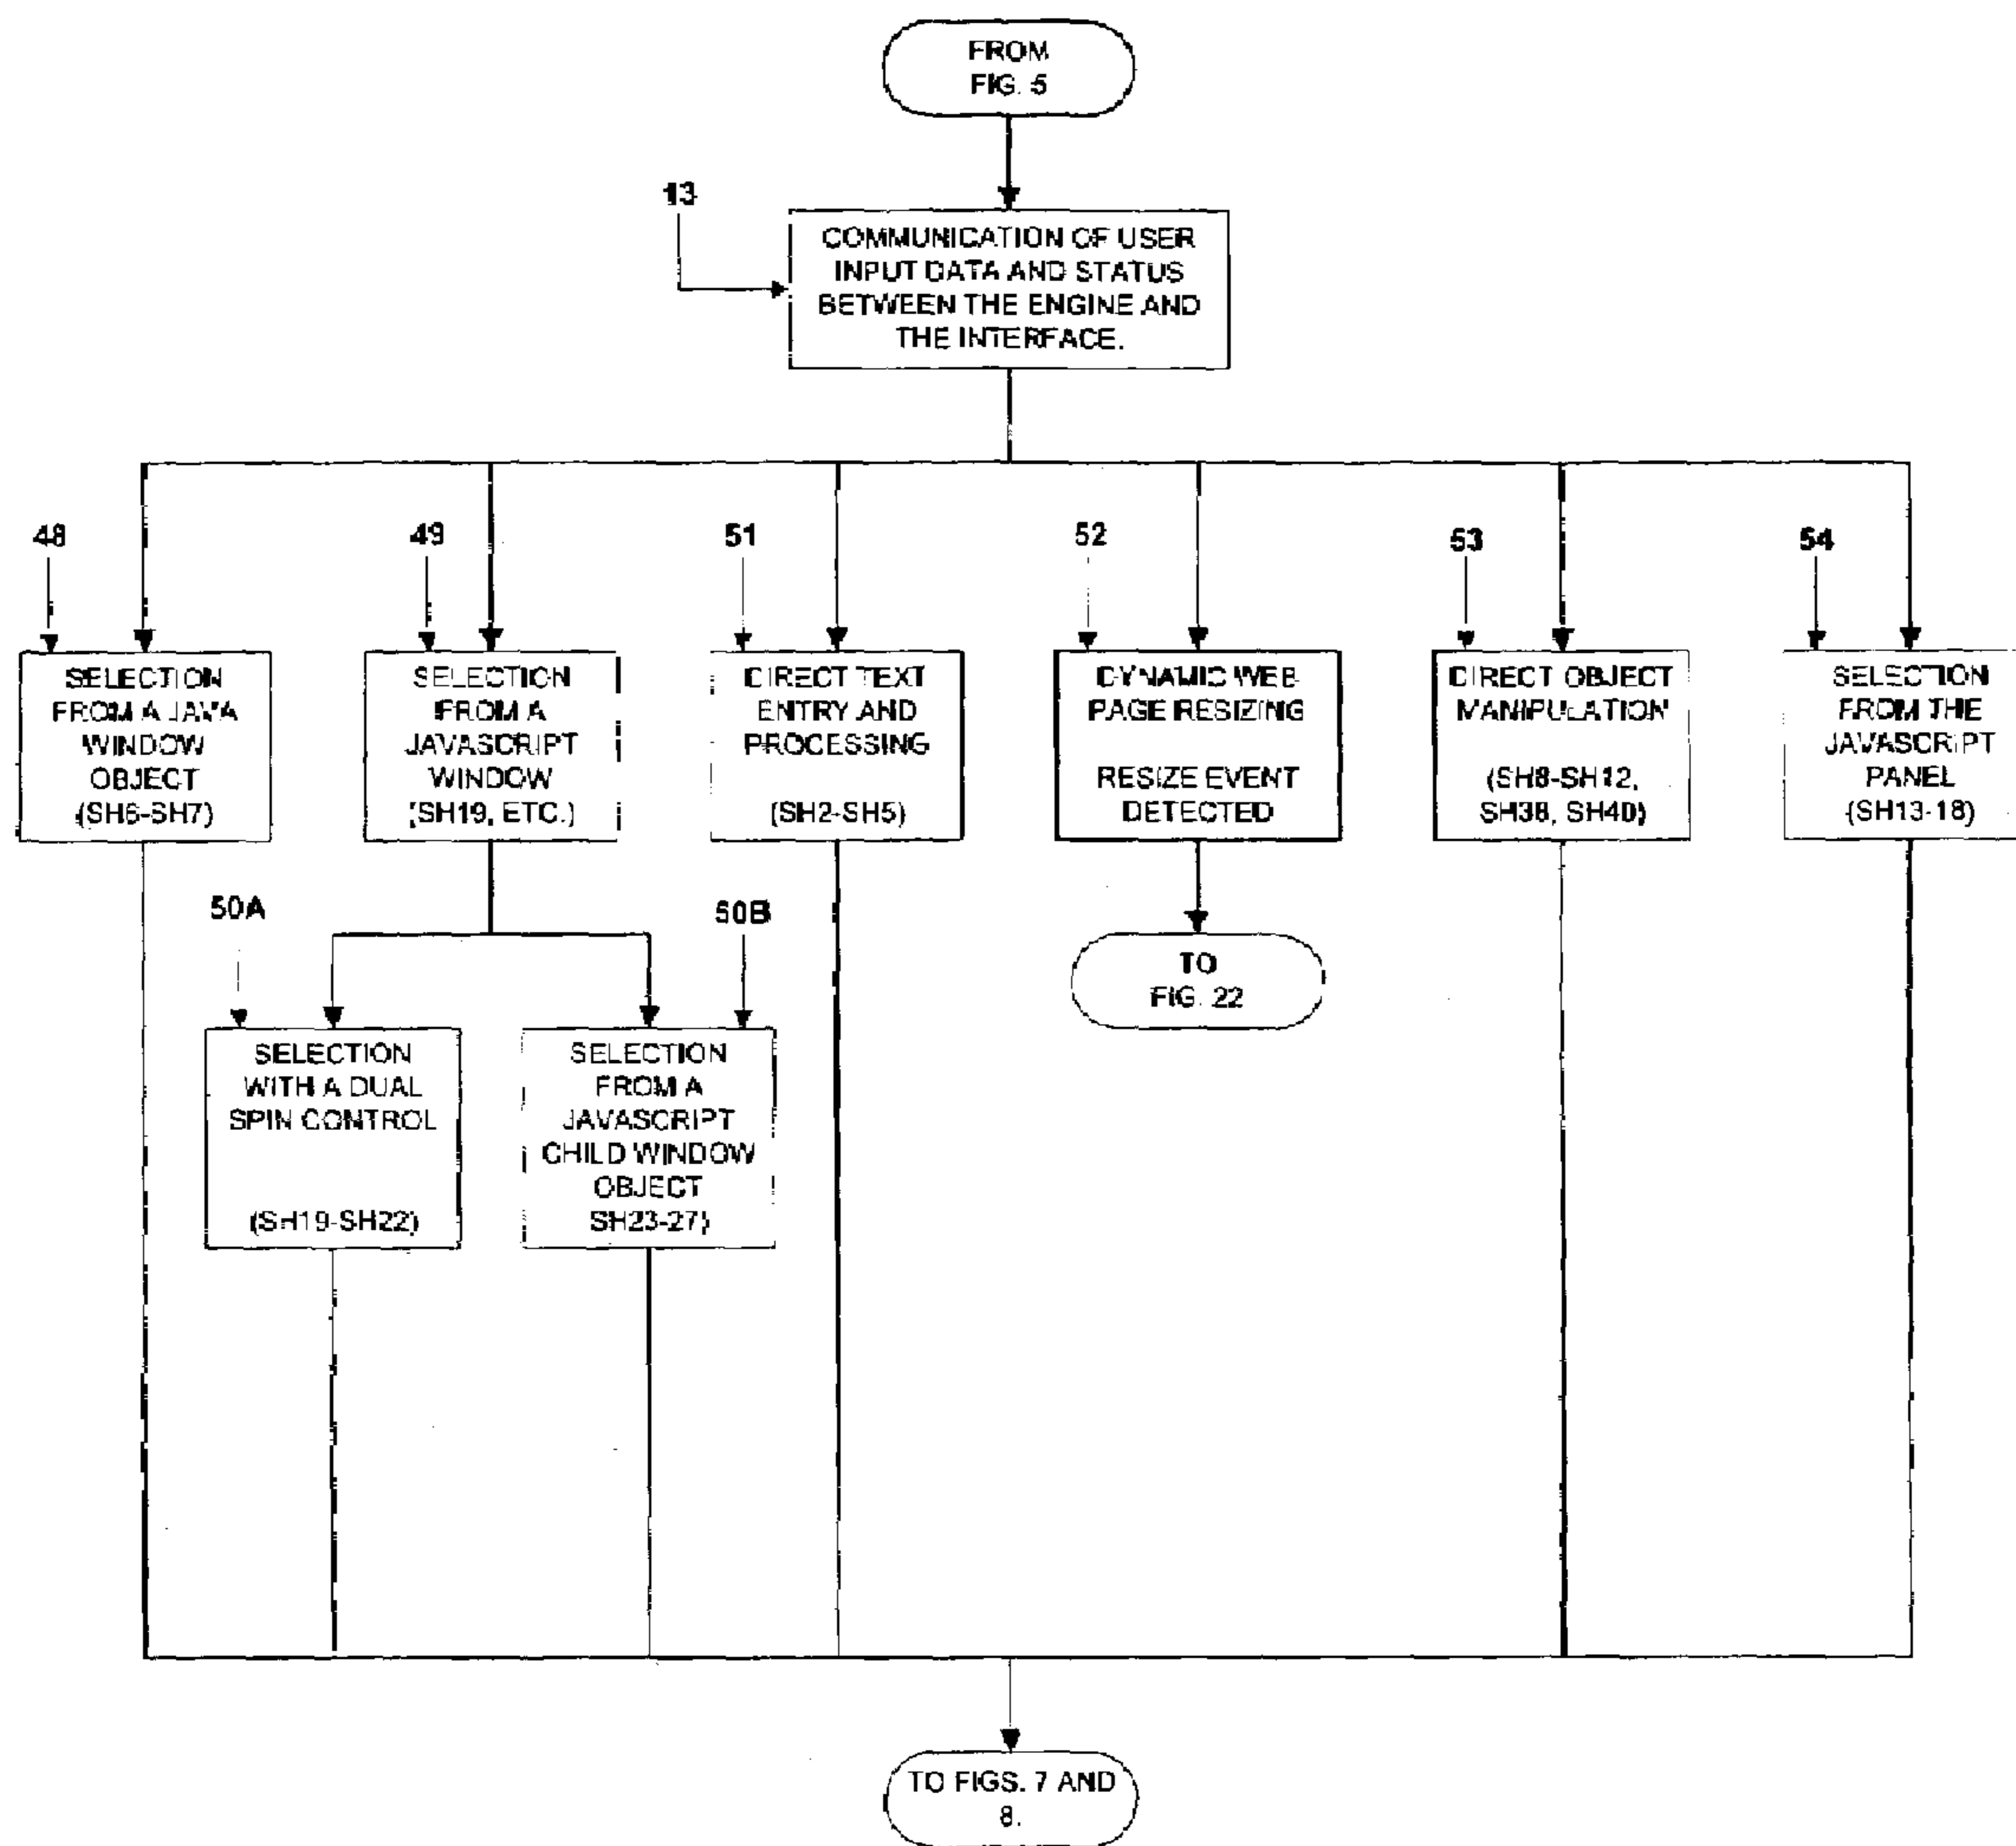 FROM
FIG. 5
13
COMMUNICATION OF USER
INPUT DATA AND STATUS
BETWEEN THE ENGINE AND
THE INTERFACE.
48
49
51
52
53
54
SELECTION
FROM A JAVA
WINDOW
OBJECT
(SH6-SH7)
SELECTION
FROM A
JAVASCRIPT
WINDOW
(SH19, ETC.)
DIRECT TEXT
ENTRY AND
PROCESSING
(SH2-SH5)
DYNAMIC WEB
PAGE RESIZING
RESIZE EVENT
DETECTED
DIRECT OBJECT
MANIPULATION
(SH8-SH12,
SH38, SH40)
SELECTION
FROM THE
JAVASCRIPT
PANEL
(SH13-18)
50A
50B
TO
FIG. 22
SELECTION
WITH A DUAL
SPIN CONTROL
(SH19-SH22)
SELECTION
FROM A
JAVASCRIPT
CHILD WINDOW
OBJECT
SH23-27)
TO FIGS. 7 AND
8.